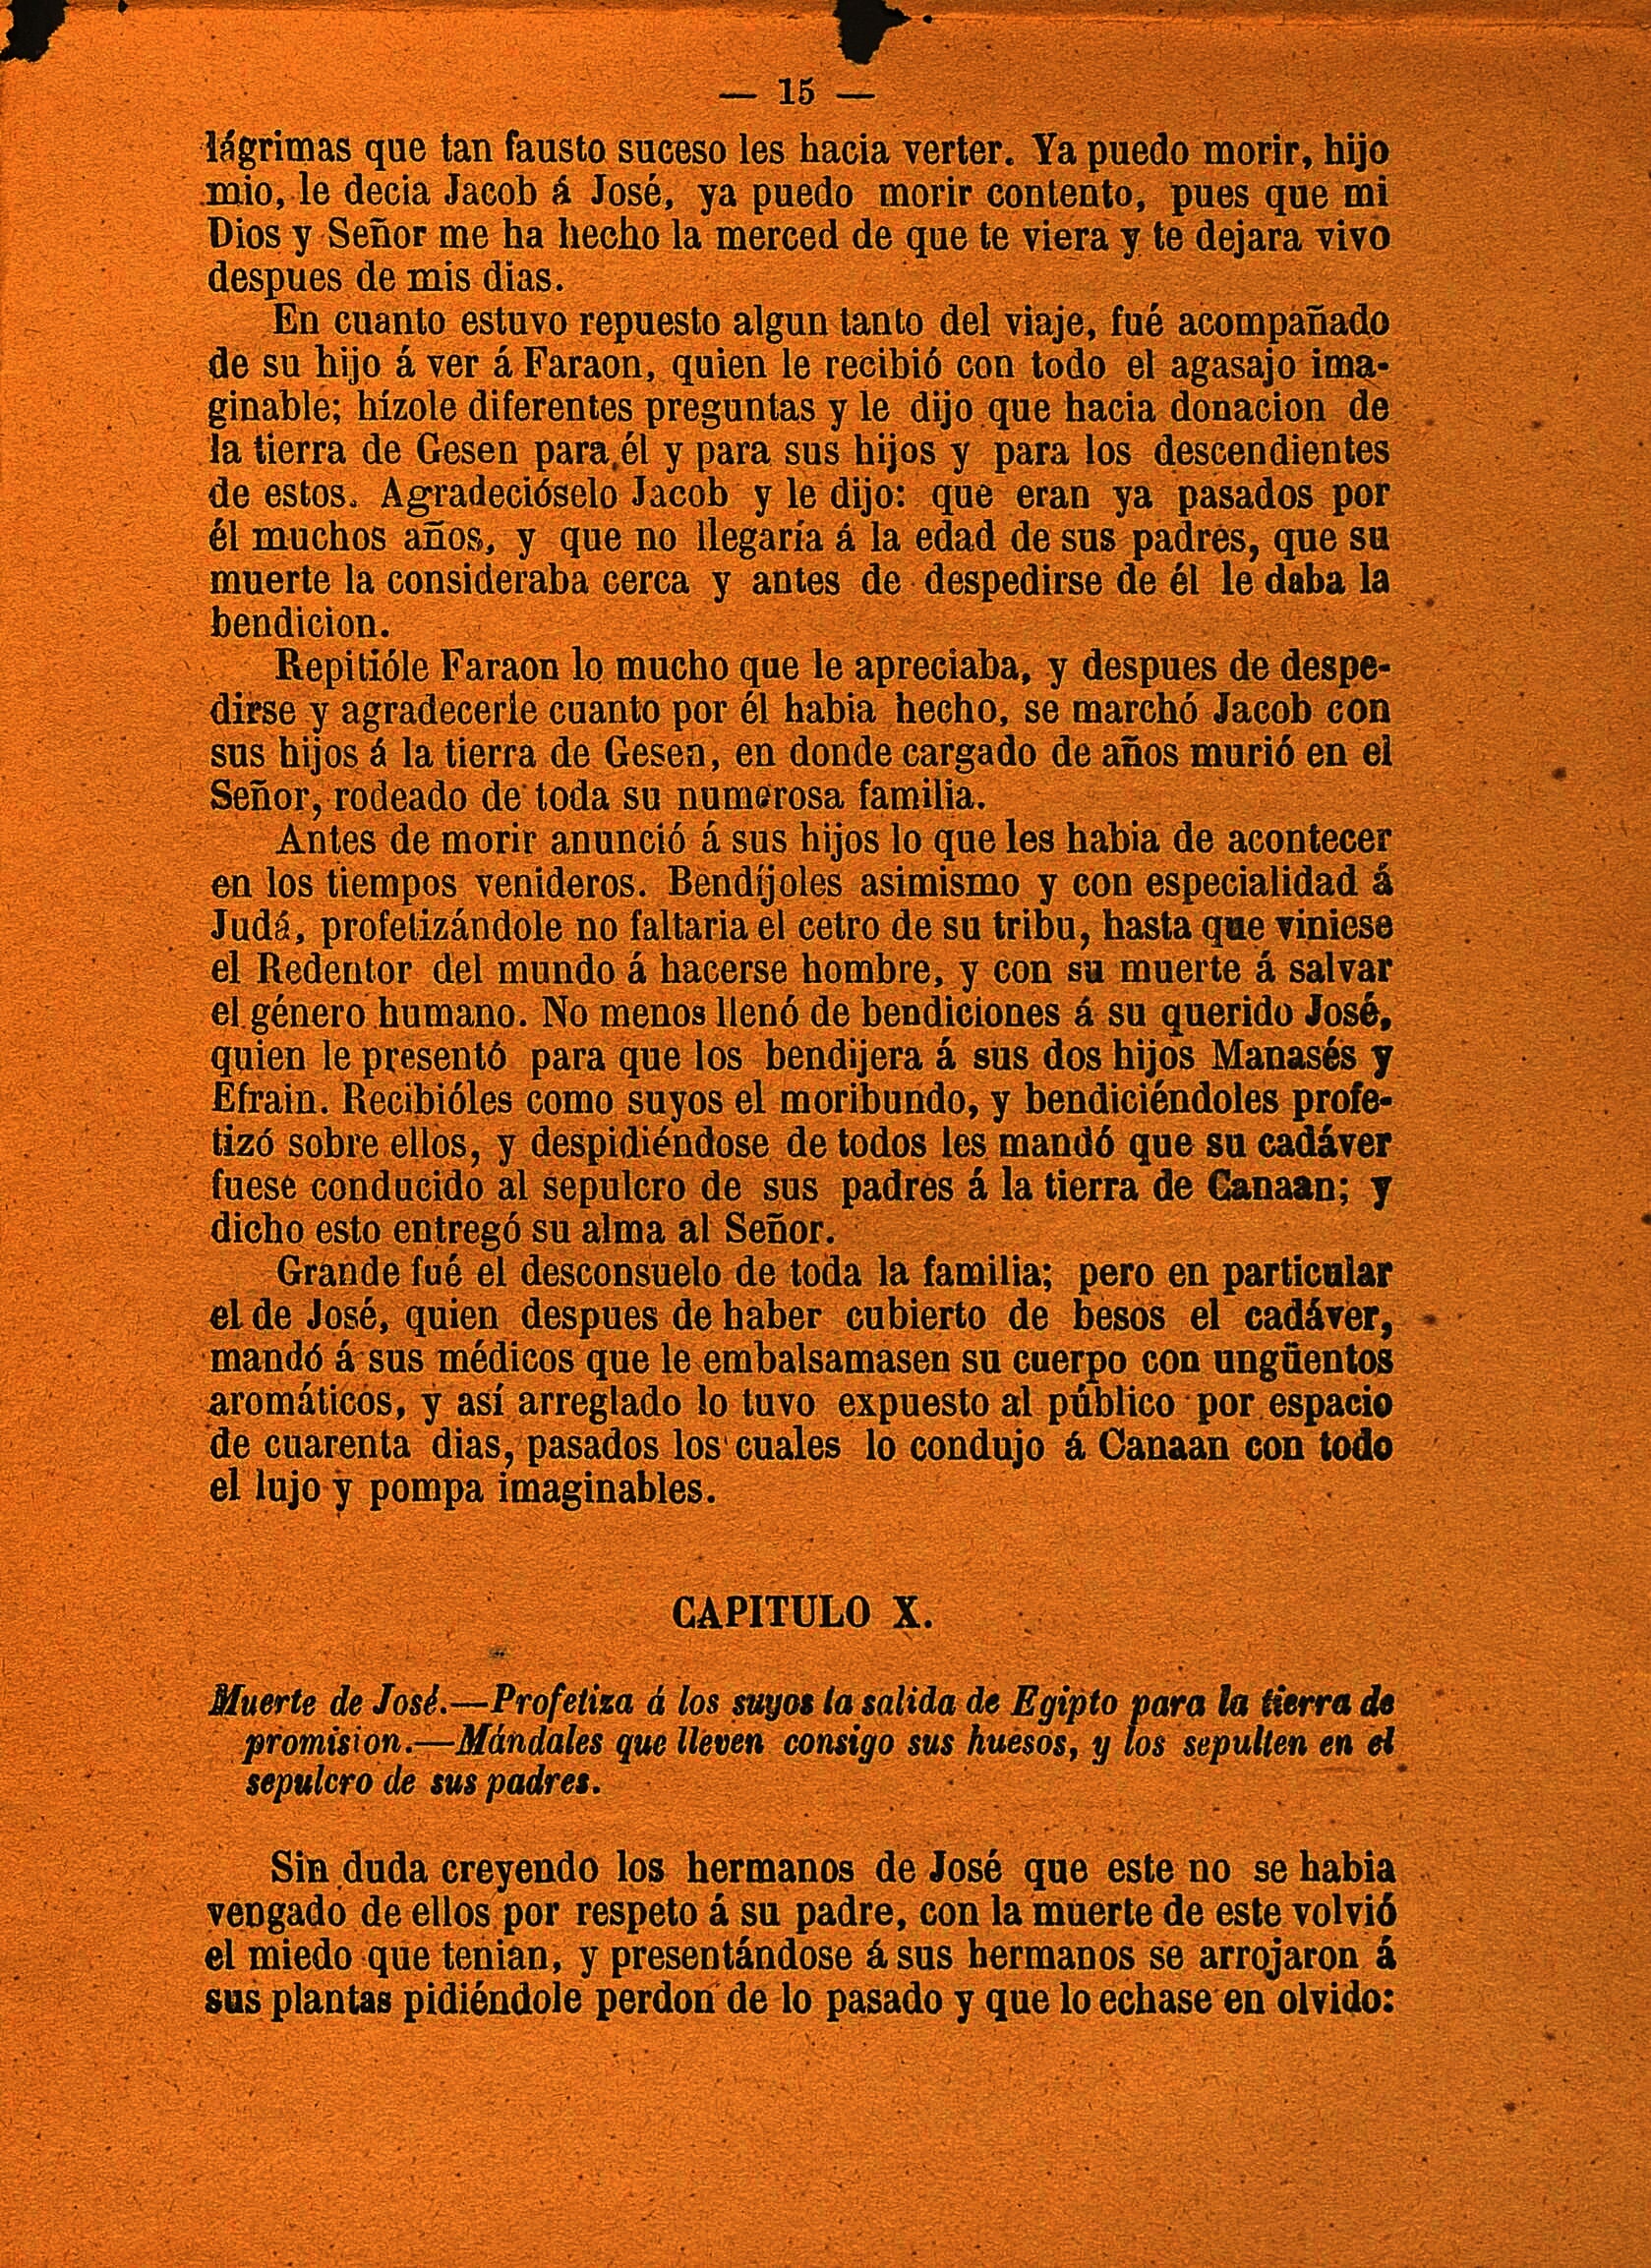 — 15 —
lágrimas que tan fausto suceso les hacia verter. Ya puedo morir, hijo
mio, le decia Jacob á José, ya puedo morir contento, pues que mi
Dios y Señor me ha hecho la merced de que te viera y te dejara vivo
despues de mis dias.
En cuanto estuvo repuesto algun tanto del viaje, fué acompañado
de su hijo á ver á Faraon, quien le recibió con todo el agasajo ima-
ginable; hízole diferentes preguntas y le dijo que hacia donacion de
la tierra de Gesen para él y para sus hijos y para los descendientes
de estos. Agradecióselo Jacob y le dijo: que eran ya pasados por
él muchos años, y que no llegaría á la edad de sus padres, que su
muerte la consideraba cerca y antes de despedirse de él le daba la
bendicion.
Repitióle Faraon lo mucho que le apreciaba, y despues de despe-
dirse y agradecerle cuanto por él habia hecho, se marchó Jacob con
sus hijos á la tierra de Gesen, en donde cargado de años murió en el
Señor, rodeado de toda su numerosa familia.
Antes de morir anunció á sus hijos lo que les habia de acontecer
en los tiempos venideros. Bendíjoles asimismo y con especialidad á
Judá, profetizándole no faltaria el cetro de su tribu, hasta que viniese
el Redentor del mundo á hacerse hombre, y con su muerte á salvar
el género humano. No menos llenó de bendiciones á su querido José,
quien le presentó para que los bendijera á sus dos hijos Manasés y
Efrain. Recibióles como suyos el moribundo, y bendiciéndoles profe-
tizó sobre ellos, y despidiéndose de todos les mandó que su cadáver
fuese conducido al sepulcro de sus padres á la tierra de Canaan; y
dicho esto entregó su alma al Señor.
Grande fué el desconsuelo de toda la familia; pero en particular
el de José, quien despues de haber cubierto de besos el cadáver,
mandó á sus médicos que le embalsamasen su cuerpo con ungüentos
aromáticos, y así arreglado lo tuvo expuesto al público por espacio
de cuarenta dias, pasados los cuales lo condujo á Canaan con todo
el lujo y pompa imaginables.
CAPITULO X.
Muerte de José.—Profetiza á los suyos la salida de Egipto para la tierra de
promision.—Mándales que lleven consigo sus huesos, y los sepulten en el
sepulcro de sus padres.
Sin duda creyendo los hermanos de José que este no se habia
vengado de ellos por respeto á su padre, con la muerte de este volvió
el miedo que tenian, y presentándose á sus hermanos se arrojaron á
sus plantas pidiéndole perdon de lo pasado y que lo echase en olvido: